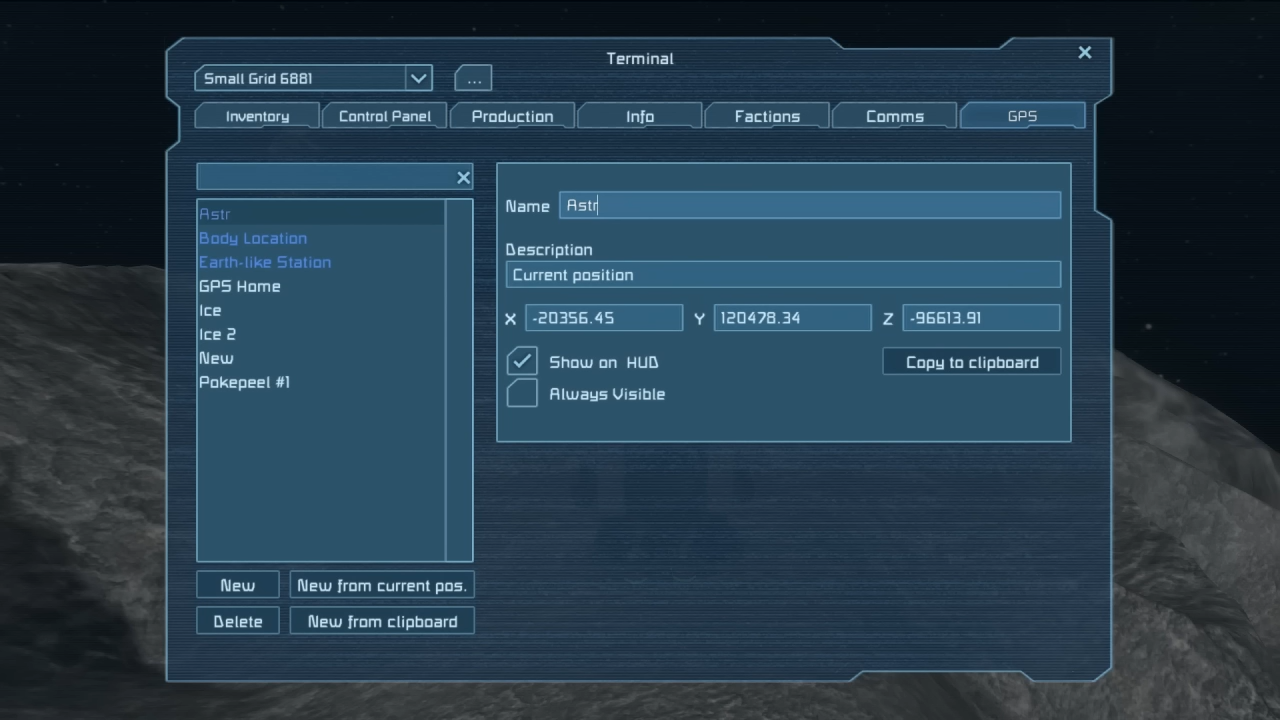 Terminal
Small Grid 6881
...
Inventory Control Panel Production Info Factions Comms GPS
Astr
Body Location
Earth-like Station
GPS Home
Ice
Ice 2
New
Pokepeel #1
New New from current pos.
Delete New from clipboard
Name Astr
Description
Current position
X -20356.45 Y 120478.34 Z -96613.91
Show on HUD Copy to clipboard
Always Visible